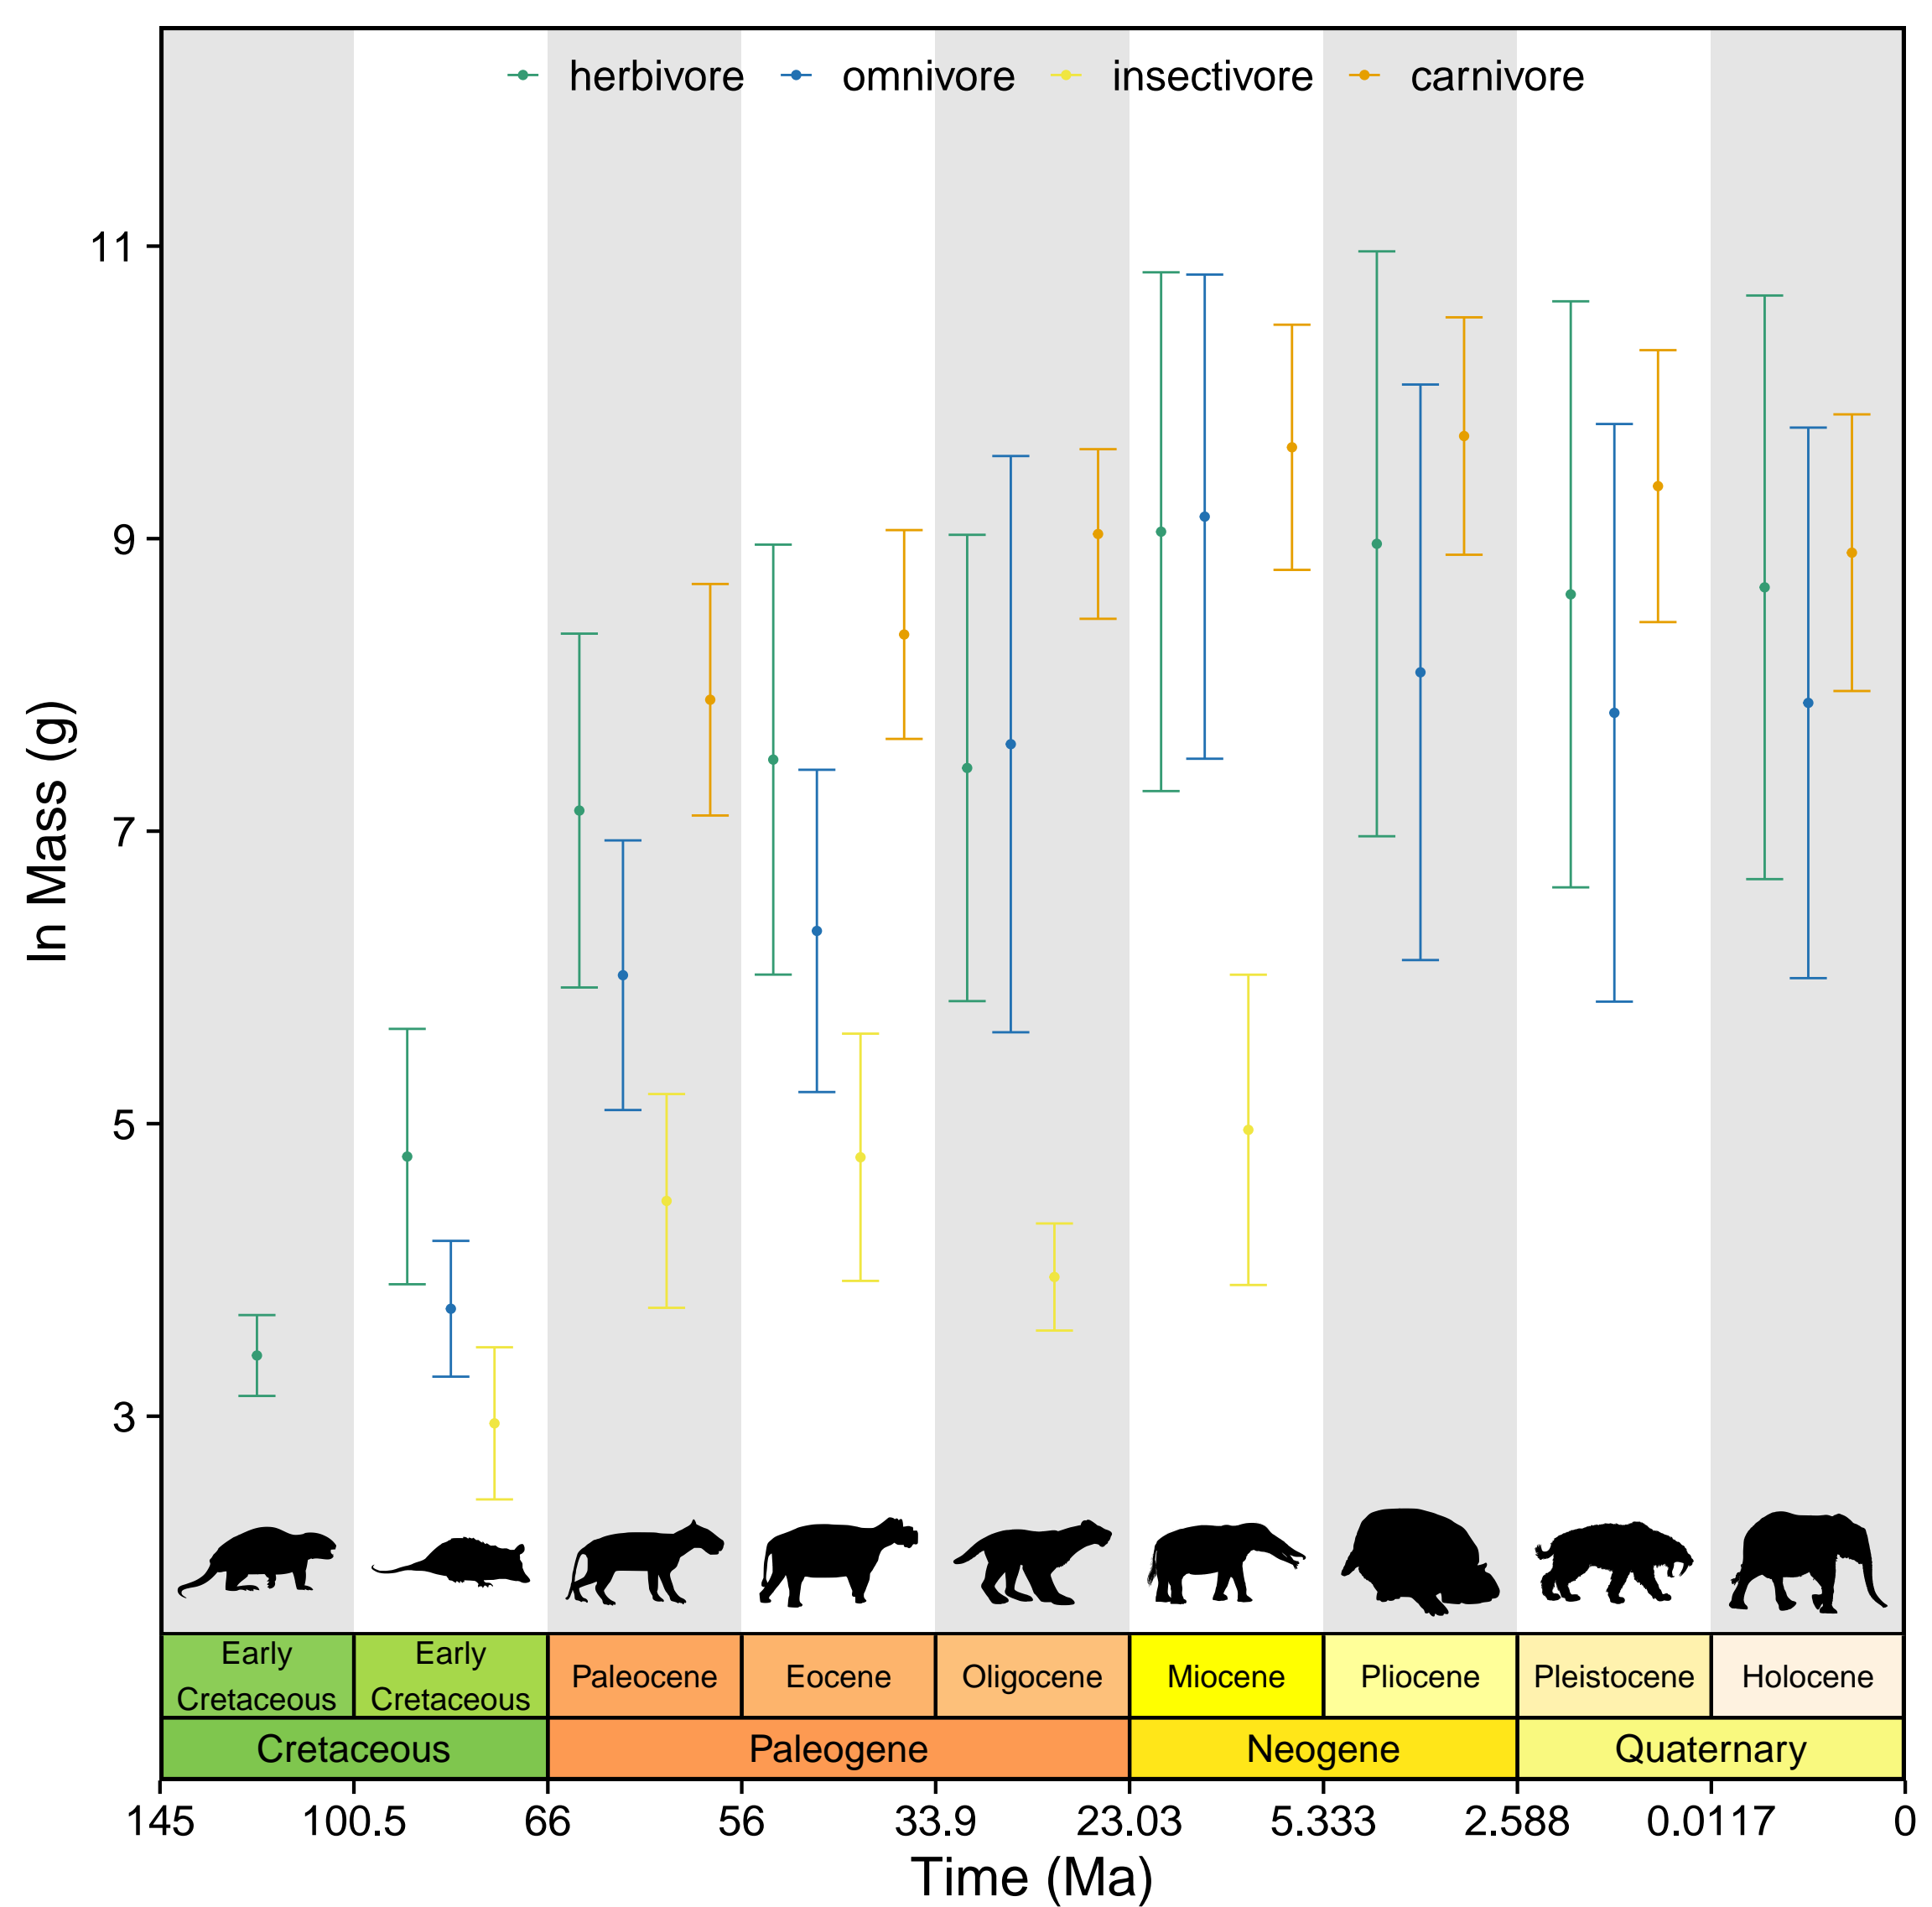 herbivore omnivore insectivore carnivore
11
9
7
5
3
ln Mass (g)
Early Cretaceous
Early Cretaceous
Paleocene
Eocene
Oligocene
Miocene
Pliocene
Pleistocene
Holocene
Cretaceous
Paleogene
Neogene
Quaternary
145 100.5 66 56 33.9 23.03 5.333 2.588 0.0117 0
Time (Ma)